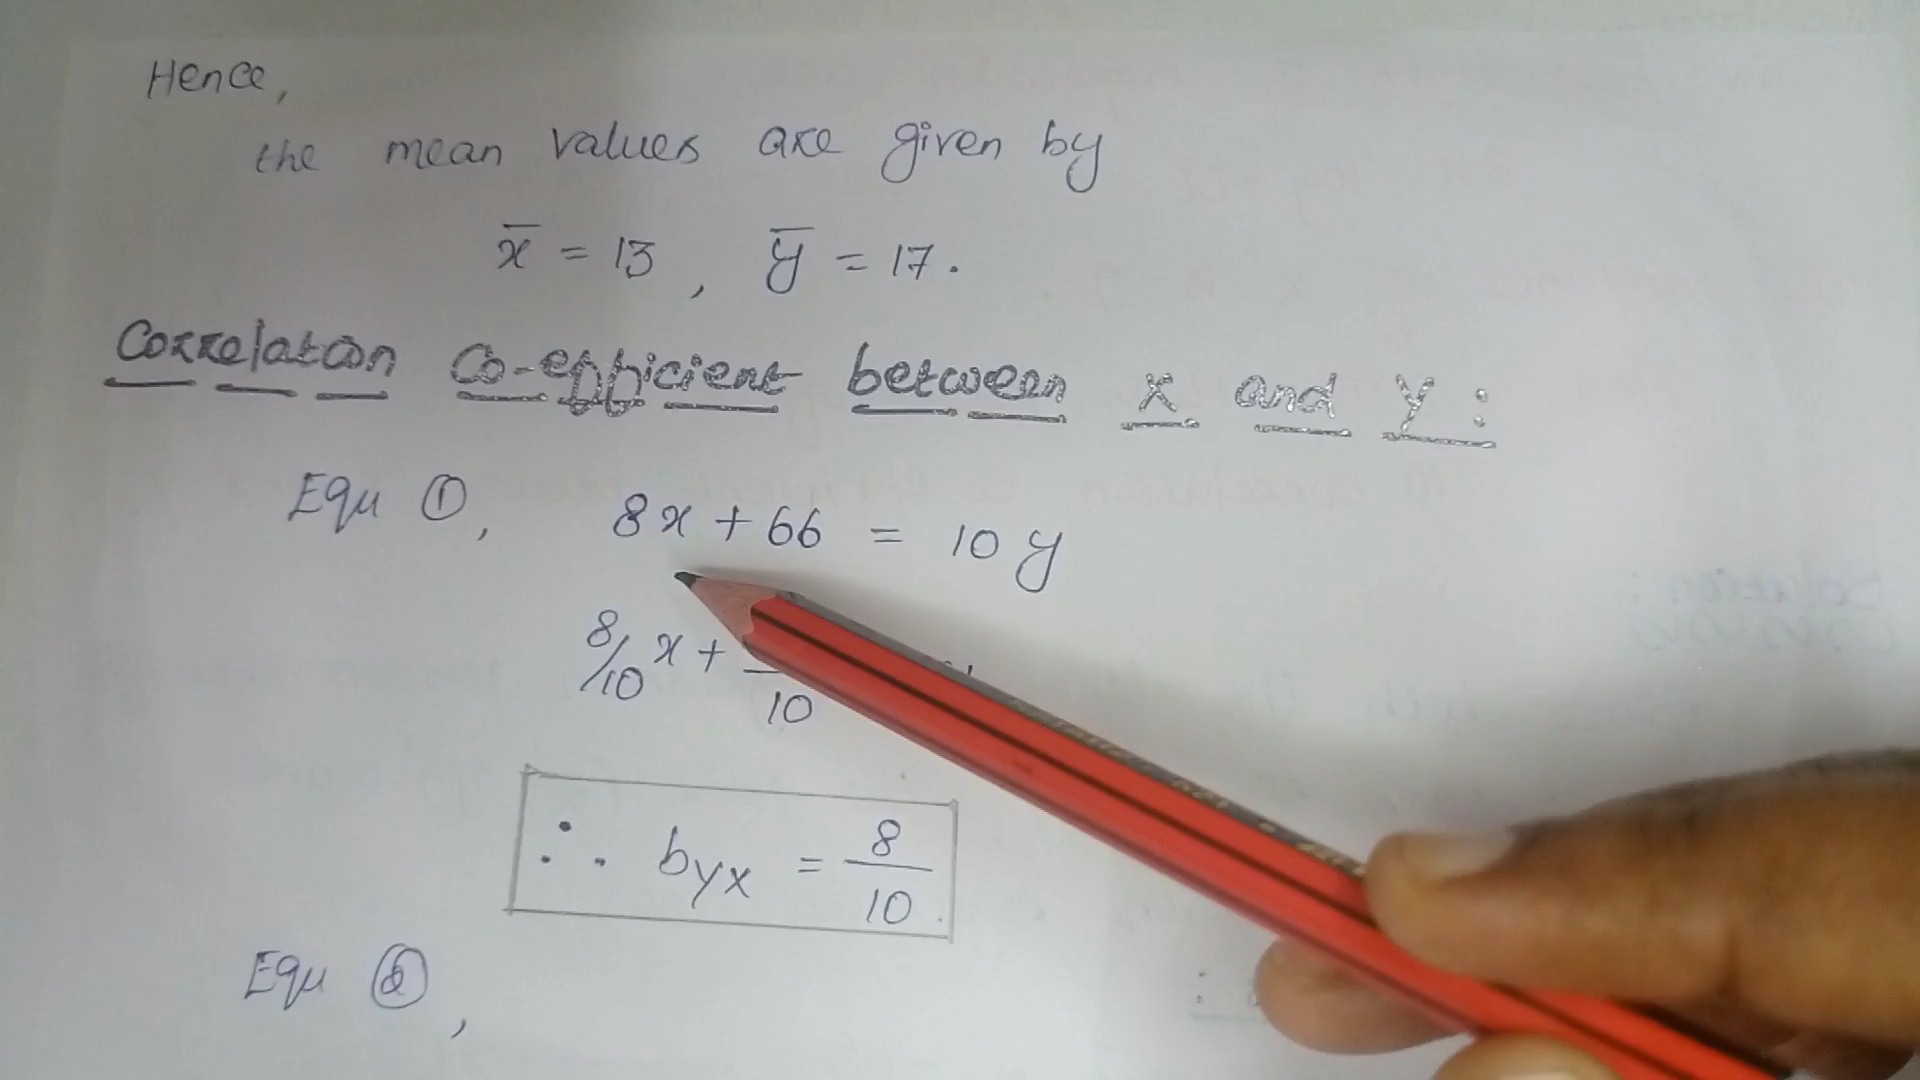 Hence,
the mean values are given by
x̄ = 13, ȳ = 17.
Correlation Co-efficient between x and y:
Equ ①, 8x + 66 = 10y
8/10 x + /10
∴ byx = 8/10
Equ ②,